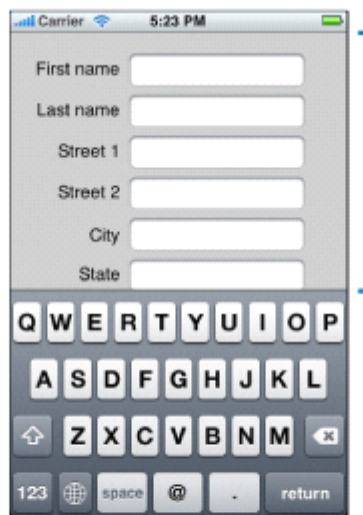 Carrier 5:23 PM
First name
Last name
Street 1
Street 2
City
State
Q W E R T Y U I O P
A S D F G H J K L
Z X C V B N M
123 space @ . return